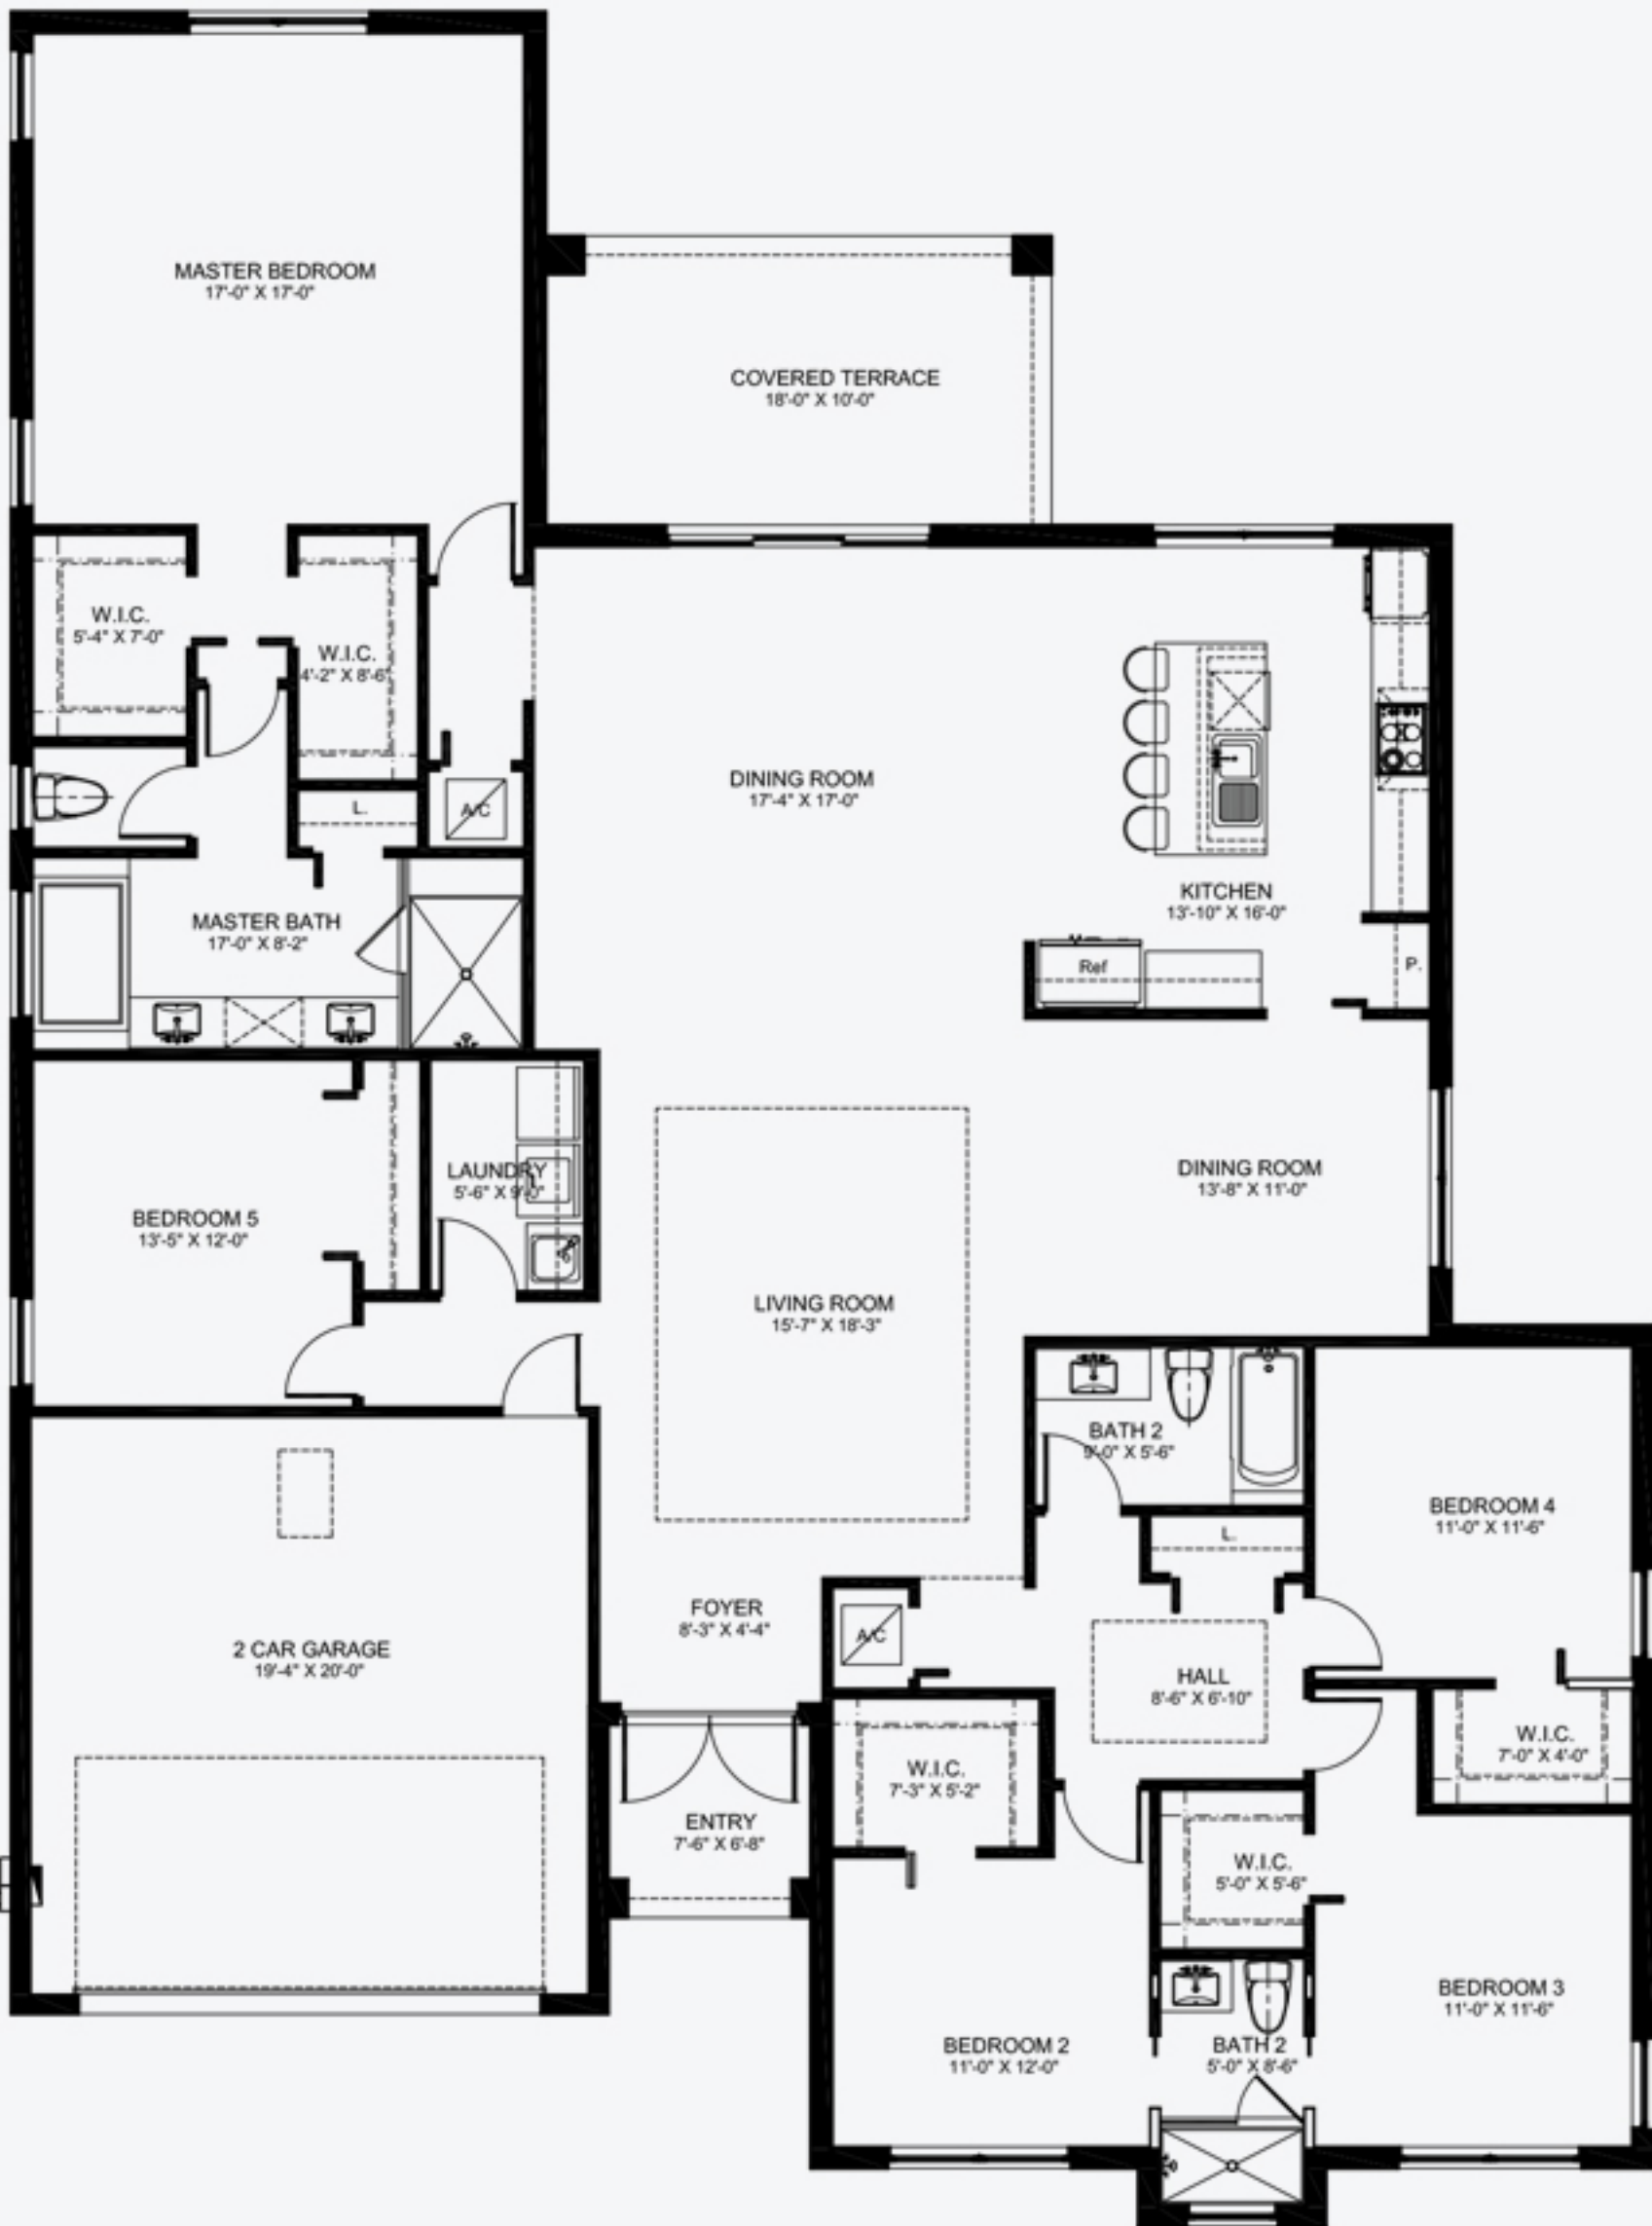 MASTER BEDROOM
17'-0" X 17'-0"
COVERED TERRACE
18'-0" X 10'-0"
W.I.C.
5'-4" X 7'-0"
W.I.C.
4'-2" X 8'-6"
DINING ROOM
17'-4" X 17'-0"
L.
A/C
KITCHEN
13'-10" X 16'-0"
MASTER BATH
17'-0" X 8'-2"
Ref
P.
LAUNDRY
5'-6" X 9'-0"
DINING ROOM
13'-8" X 11'-0"
BEDROOM 5
13'-5" X 12'-0"
LIVING ROOM
15'-7" X 18'-3"
BATH 2
9'-0" X 5'-6"
BEDROOM 4
11'-0" X 11'-6"
L.
FOYER
8'-3" X 4'-4"
A/C
2 CAR GARAGE
19'-4" X 20'-0"
HALL
8'-6" X 6'-10"
W.I.C.
7'-0" X 4'-0"
W.I.C.
7'-3" X 5'-2"
ENTRY
7'-6" X 6'-8"
W.I.C.
5'-0" X 5'-6"
BEDROOM 3
11'-0" X 11'-6"
BEDROOM 2
11'-0" X 12'-0"
BATH 2
5'-0" X 8'-6"